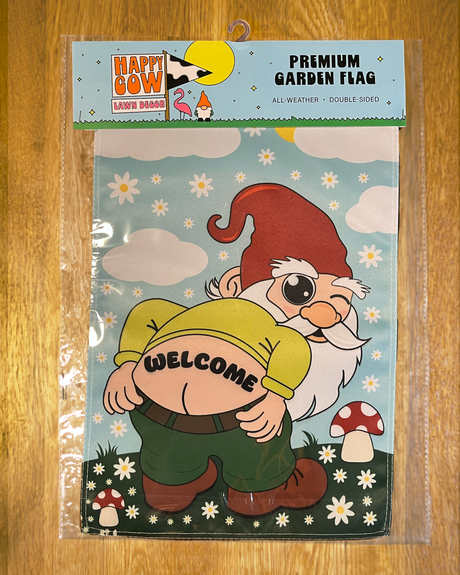 HAPPY
COW
LAWN DECOR
PREMIUM
GARDEN FLAG
ALL-WEATHER • DOUBLE-SIDED
WELCOME